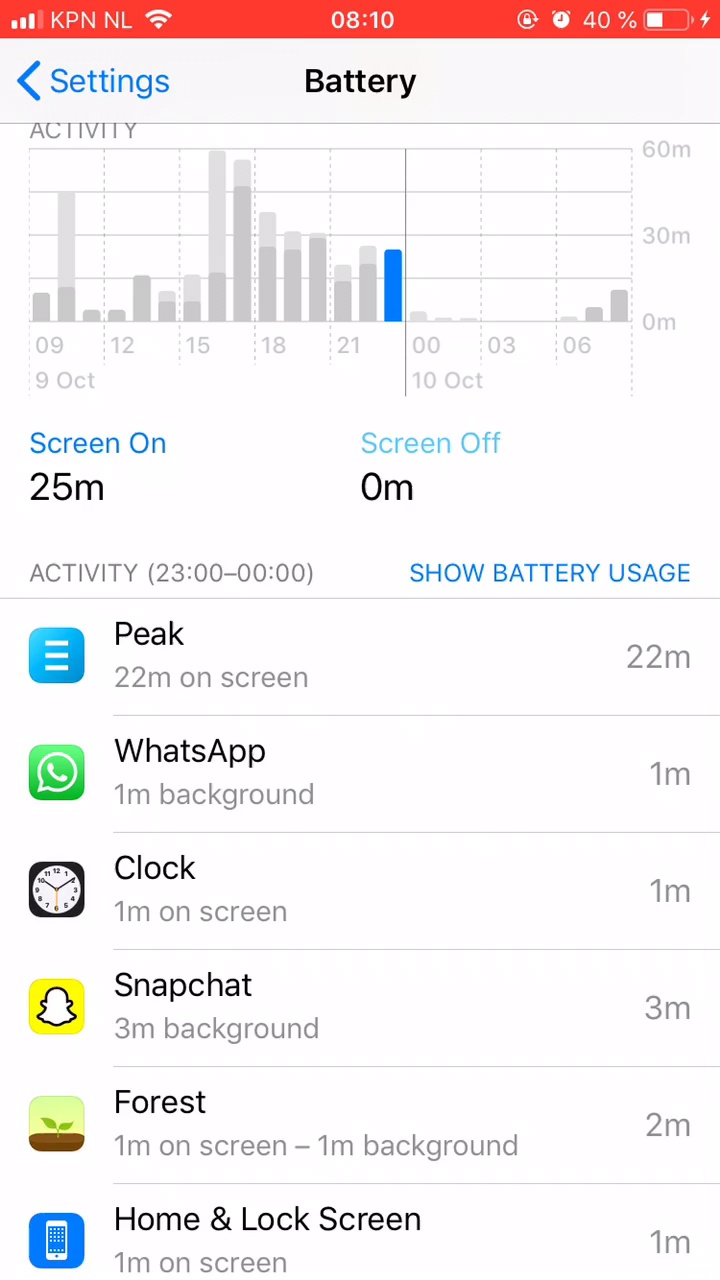 KPN NL 08:10 40 %
Settings Battery
ACTIVITY
60m
30m
0m
09 12 15 18 21 00 03 06
9 Oct 10 Oct
Screen On Screen Off
25m 0m
ACTIVITY (23:00–00:00) SHOW BATTERY USAGE
Peak
22m on screen 22m
WhatsApp
1m background 1m
Clock
1m on screen 1m
Snapchat
3m background 3m
Forest
1m on screen – 1m background 2m
Home & Lock Screen
1m on screen 1m